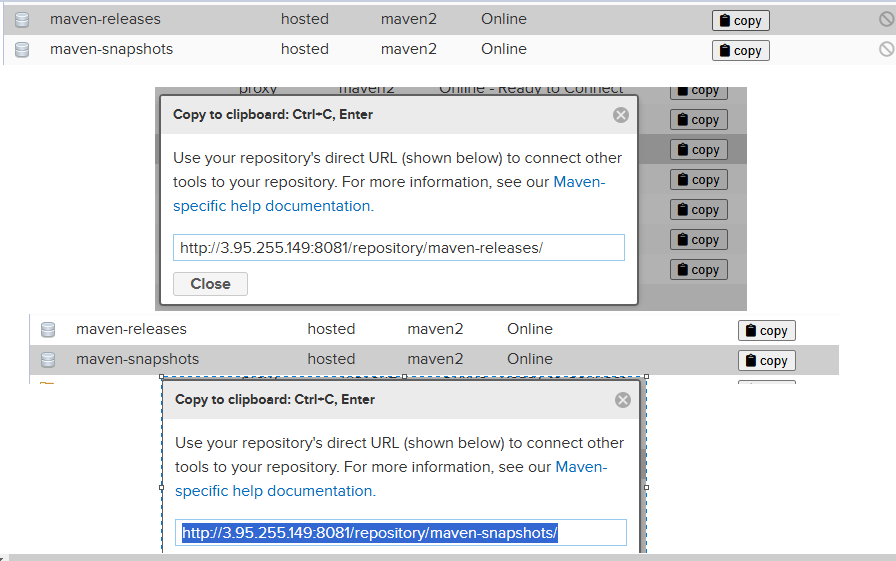 maven-releases hosted maven2 Online copy
maven-snapshots hosted maven2 Online copy
proxy maven2 Online - Ready to Connect copy
Copy to clipboard: Ctrl+C, Enter
copy
Use your repository's direct URL (shown below) to connect other
copy
tools to your repository. For more information, see our Maven-
copy
specific help documentation.
copy
http://3.95.255.149:8081/repository/maven-releases/
copy
Close
copy
maven-releases hosted maven2 Online copy
maven-snapshots hosted maven2 Online copy
Copy to clipboard: Ctrl+C, Enter
Use your repository's direct URL (shown below) to connect other
tools to your repository. For more information, see our Maven-
specific help documentation.
http://3.95.255.149:8081/repository/maven-snapshots/